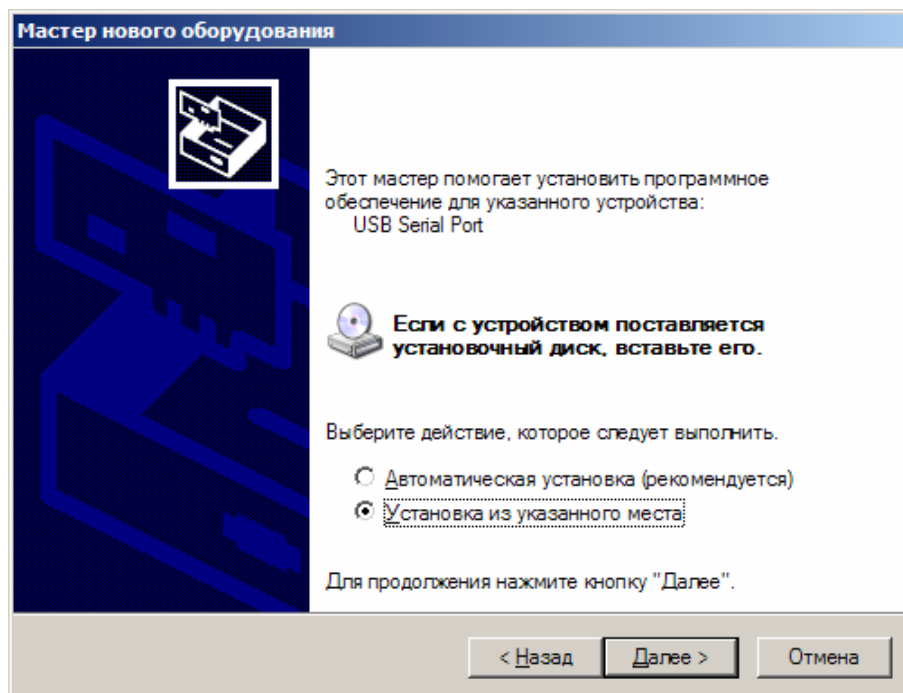 Мастер нового оборудования
Этот мастер помогает установить программное
обеспечение для указанного устройства:
USB Serial Port
Если с устройством поставляется
установочный диск, вставьте его.
Выберите действие, которое следует выполнить.
Автоматическая установка (рекомендуется)
Установка из указанного места
Для продолжения нажмите кнопку "Далее".
< Назад Далее > Отмена